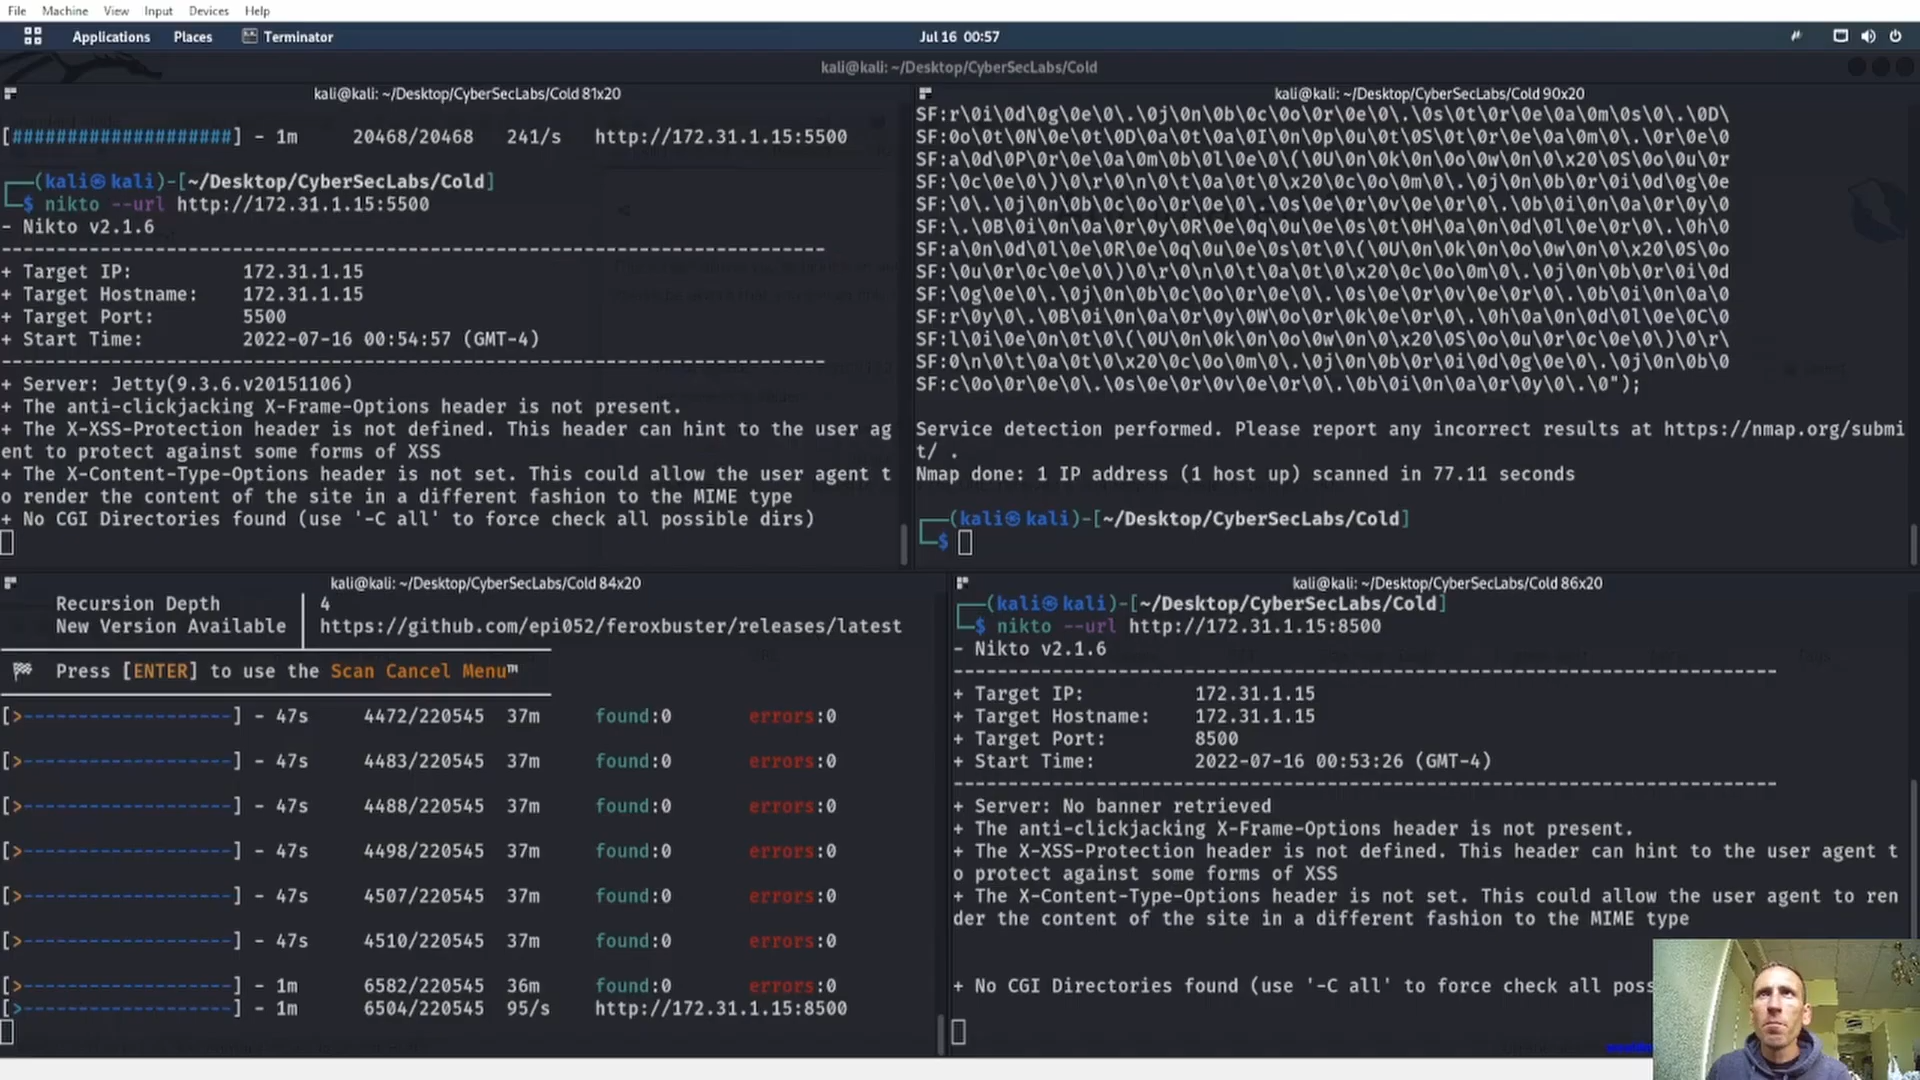 File Machine View Input Devices Help
Applications Places Terminator Jul 16 00:57
kali@kali: ~/Desktop/CyberSecLabs/Cold
kali@kali: ~/Desktop/CyberSecLabs/Cold 81x20
[####################] - 1m 20468/20468 241/s http://172.31.1.15:5500
┌──(kali㉿kali)-[~/Desktop/CyberSecLabs/Cold]
└─$ nikto --url http://172.31.1.15:5500
- Nikto v2.1.6
---------------------------------------------------------------------------
+ Target IP: 172.31.1.15
+ Target Hostname: 172.31.1.15
+ Target Port: 5500
+ Start Time: 2022-07-16 00:54:57 (GMT-4)
---------------------------------------------------------------------------
+ Server: Jetty(9.3.6.v20151106)
+ The anti-clickjacking X-Frame-Options header is not present.
+ The X-XSS-Protection header is not defined. This header can hint to the user ag
ent to protect against some forms of XSS
+ The X-Content-Type-Options header is not set. This could allow the user agent t
o render the content of the site in a different fashion to the MIME type
+ No CGI Directories found (use '-C all' to force check all possible dirs)
kali@kali: ~/Desktop/CyberSecLabs/Cold 90x20
SF:r\0i\0d\0g\0e\0\.\0j\0n\0b\0c\0o\0r\0e\0\.\0s\0t\0r\0e\0a\0m\0s\0\.\0D\
SF:0o\0t\0N\0e\0t\0D\0a\0t\0a\0I\0n\0p\0u\0t\0S\0t\0r\0e\0a\0m\0\.\0r\0e\0
SF:a\0d\0P\0r\0e\0a\0m\0b\0l\0e\0\(\0U\0n\0k\0n\0o\0w\0n\0\x20\0S\0o\0u\0r
SF:\0c\0e\0\)\0\r\0\n\0\t\0a\0t\0\x20\0c\0o\0m\0\.\0j\0n\0b\0r\0i\0d\0g\0e
SF:\0\.\0j\0n\0b\0c\0o\0r\0e\0\.\0s\0e\0r\0v\0e\0r\0\.\0b\0i\0n\0a\0r\0y\0
SF:\.\0B\0i\0n\0a\0r\0y\0R\0e\0q\0u\0e\0s\0t\0H\0a\0n\0d\0l\0e\0r\0\.\0h\0
SF:a\0n\0d\0l\0e\0R\0e\0q\0u\0e\0s\0t\0\(\0U\0n\0k\0n\0o\0w\0n\0\x20\0S\0o
SF:\0u\0r\0c\0e\0\)\0\r\0\n\0\t\0a\0t\0\x20\0c\0o\0m\0\.\0j\0n\0b\0r\0i\0d
SF:\0g\0e\0\.\0j\0n\0b\0c\0o\0r\0e\0\.\0s\0e\0r\0v\0e\0r\0\.\0b\0i\0n\0a\0
SF:r\0y\0\.\0B\0i\0n\0a\0r\0y\0W\0o\0r\0k\0e\0r\0\.\0h\0a\0n\0d\0l\0e\0C\0
SF:l\0i\0e\0n\0t\0\(\0U\0n\0k\0n\0o\0w\0n\0\x20\0S\0o\0u\0r\0c\0e\0\)\0\r\
SF:0\n\0\t\0a\0t\0\x20\0c\0o\0m\0\.\0j\0n\0b\0r\0i\0d\0g\0e\0\.\0j\0n\0b\0
SF:c\0o\0r\0e\0\.\0s\0e\0r\0v\0e\0r\0\.\0b\0i\0n\0a\0r\0y\0\.\0");
Service detection performed. Please report any incorrect results at https://nmap.org/submi
t/ .
Nmap done: 1 IP address (1 host up) scanned in 77.11 seconds
┌──(kali㉿kali)-[~/Desktop/CyberSecLabs/Cold]
└─$
kali@kali: ~/Desktop/CyberSecLabs/Cold 84x20
Recursion Depth │ 4
New Version Available │ https://github.com/epi052/feroxbuster/releases/latest
Press [ENTER] to use the Scan Cancel Menu™
[>-------------------] - 47s 4472/220545 37m found:0 errors:0
[>-------------------] - 47s 4483/220545 37m found:0 errors:0
[>-------------------] - 47s 4488/220545 37m found:0 errors:0
[>-------------------] - 47s 4498/220545 37m found:0 errors:0
[>-------------------] - 47s 4507/220545 37m found:0 errors:0
[>-------------------] - 47s 4510/220545 37m found:0 errors:0
[>-------------------] - 1m 6582/220545 36m found:0 errors:0
[>-------------------] - 1m 6504/220545 95/s http://172.31.1.15:8500
kali@kali: ~/Desktop/CyberSecLabs/Cold 86x20
┌──(kali㉿kali)-[~/Desktop/CyberSecLabs/Cold]
└─$ nikto --url http://172.31.1.15:8500
- Nikto v2.1.6
---------------------------------------------------------------------------
+ Target IP: 172.31.1.15
+ Target Hostname: 172.31.1.15
+ Target Port: 8500
+ Start Time: 2022-07-16 00:53:26 (GMT-4)
---------------------------------------------------------------------------
+ Server: No banner retrieved
+ The anti-clickjacking X-Frame-Options header is not present.
+ The X-XSS-Protection header is not defined. This header can hint to the user agent t
o protect against some forms of XSS
+ The X-Content-Type-Options header is not set. This could allow the user agent to ren
der the content of the site in a different fashion to the MIME type
+ No CGI Directories found (use '-C all' to force check all poss